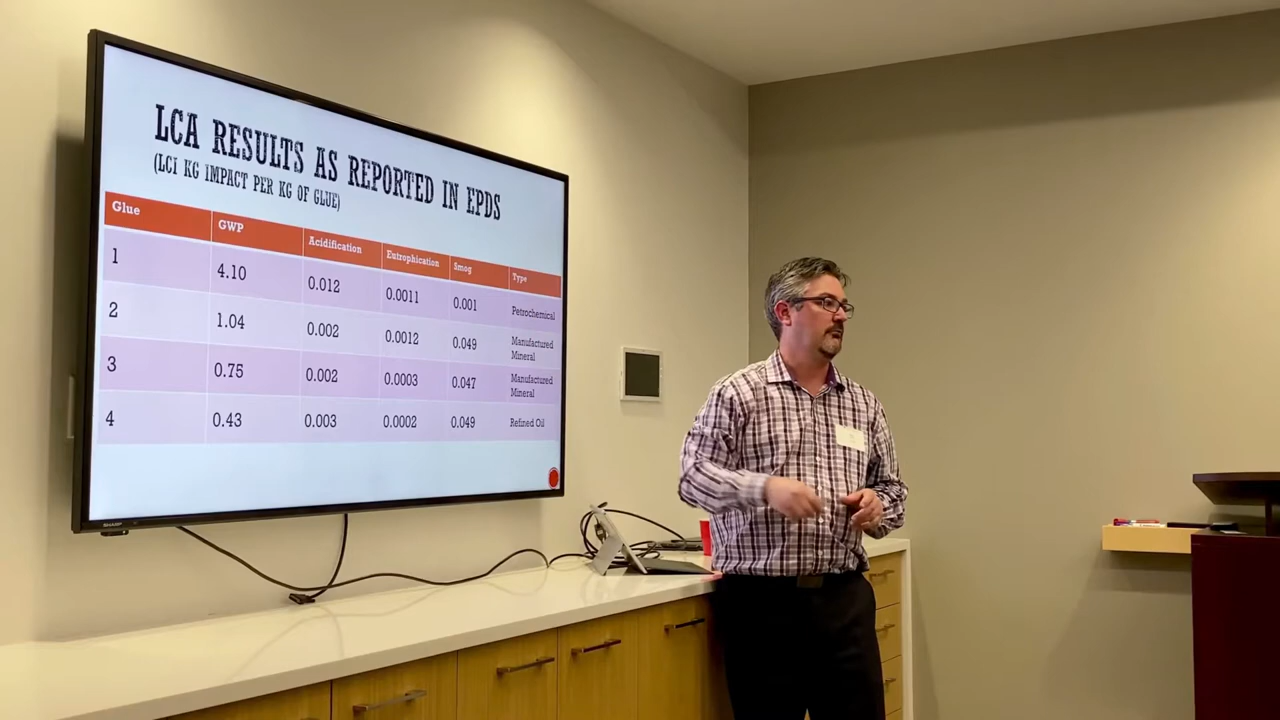 LCA RESULTS AS REPORTED IN EPDS
(LCI KG IMPACT PER KG OF GLUE)
Glue GWP Acidification Eutrophication Smog Type
1 4.10 0.012 0.0011 0.001 Petrochemical
2 1.04 0.002 0.0012 0.049 Manufactured
Mineral
3 0.75 0.002 0.0003 0.047 Manufactured
Mineral
4 0.43 0.003 0.0002 0.049 Refined Oil
SHARP